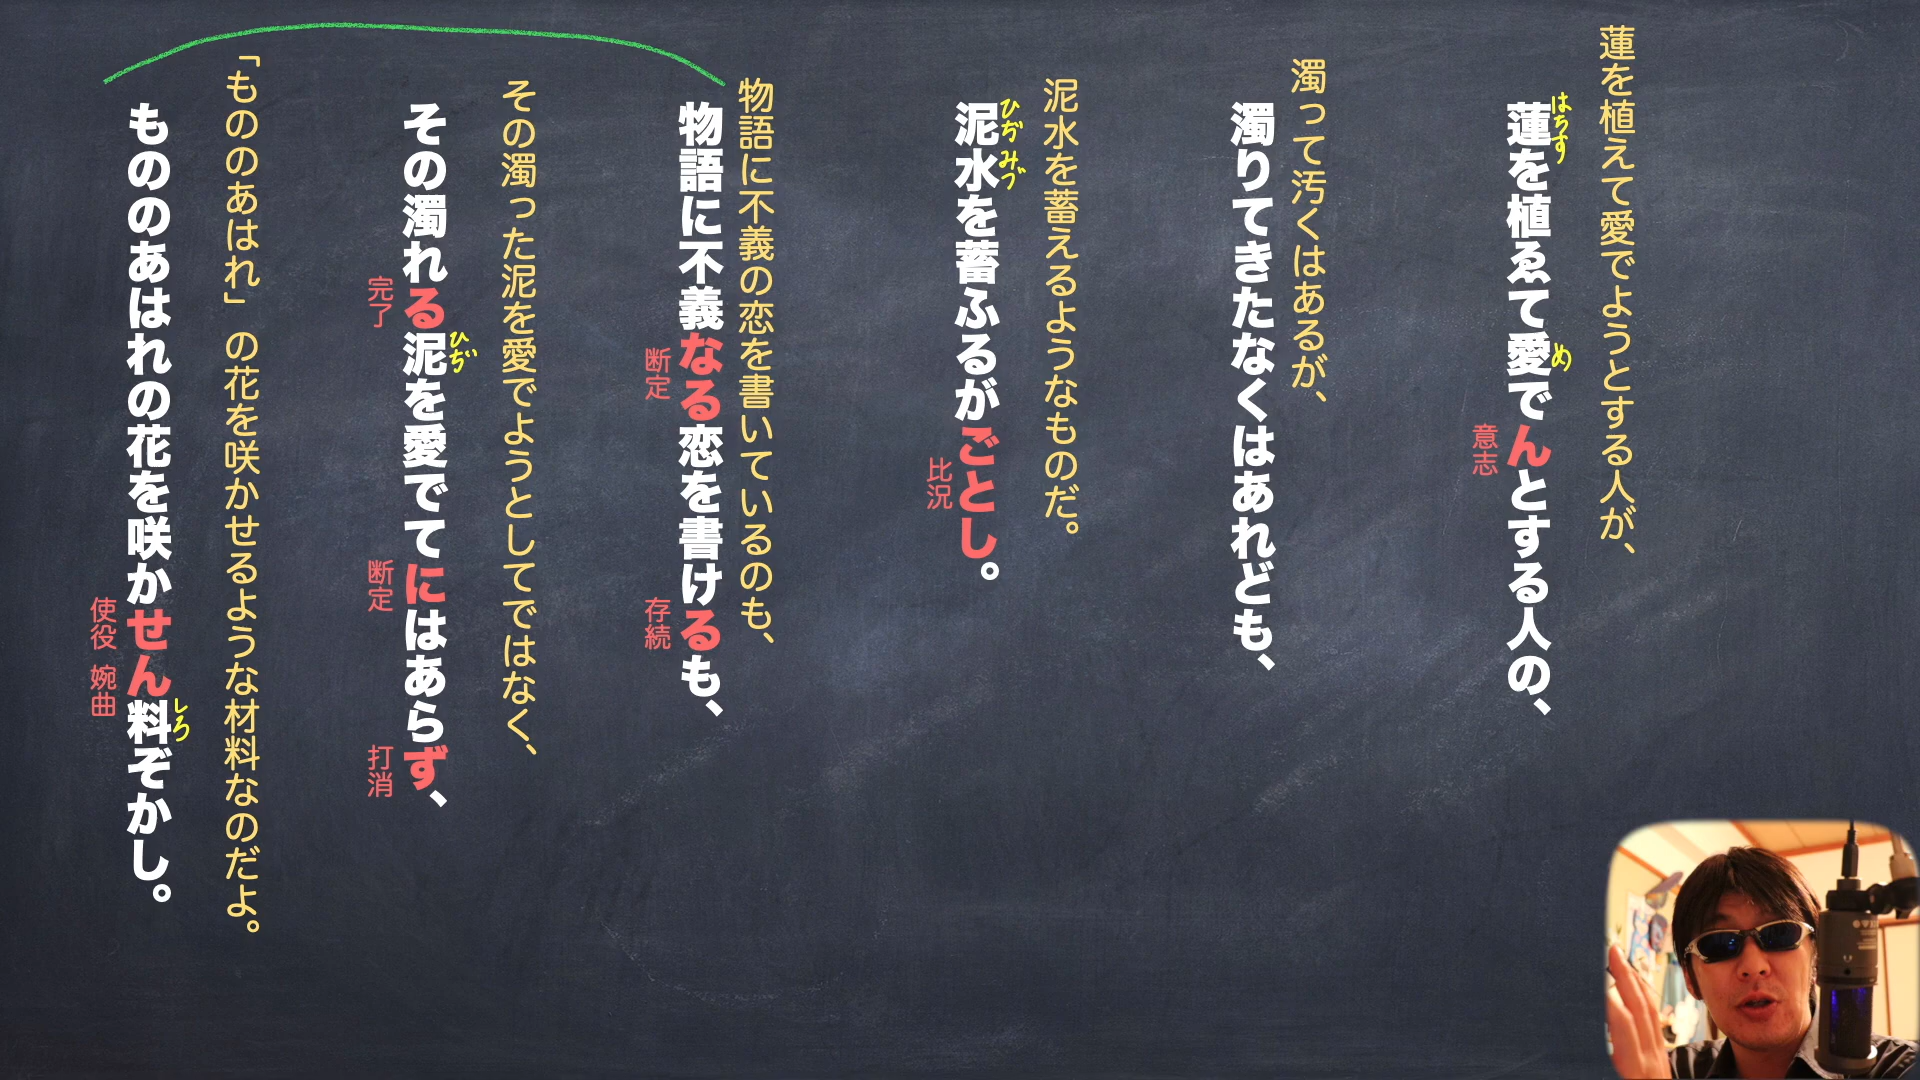 蓮を植えて愛でようとする人が、
はちす
め
蓮を植ゑて愛でんとする人の、
意志
濁って汚くはあるが、
濁りてきたなくはあれども、
泥水を蓄えるようなものだ。
ひぢ みづ
泥水を蓄ふるがごとし。
比況
物語に不義の恋を書いているのも、
物語に不義なる恋を書けるも、
断定
存続
その濁った泥を愛でようとしてではなく、
ひぢ
その濁れる泥を愛でてにはあらず、
完了
断定
打消
「もののあはれ」の花を咲かせるような材料なのだよ。
しろ
もののあはれの花を咲かせん料ぞかし。
使役 婉曲